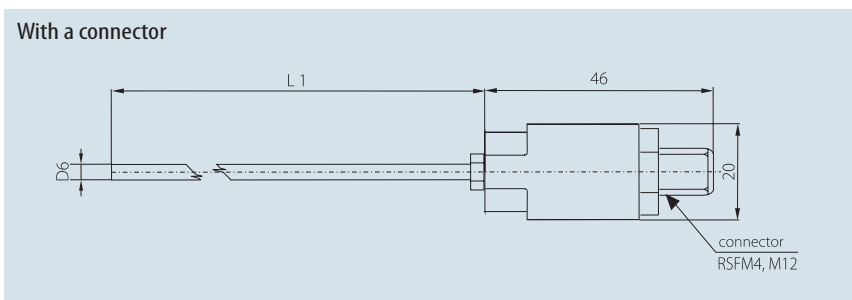 With a connector
L 1
46
D6
20
connector
RSFM4, M12